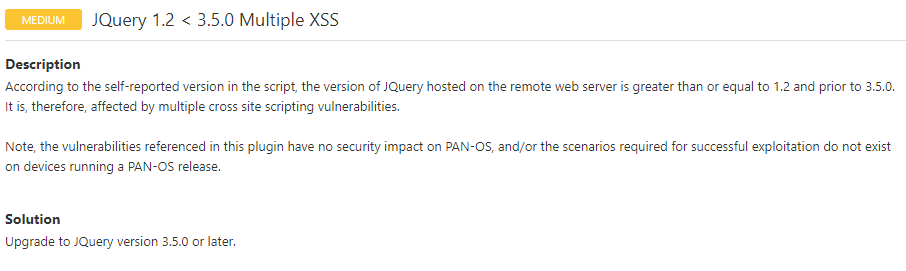 MEDIUM JQuery 1.2 < 3.5.0 Multiple XSS
Description
According to the self-reported version in the script, the version of JQuery hosted on the remote web server is greater than or equal to 1.2 and prior to 3.5.0.
It is, therefore, affected by multiple cross site scripting vulnerabilities.
Note, the vulnerabilities referenced in this plugin have no security impact on PAN-OS, and/or the scenarios required for successful exploitation do not exist
on devices running a PAN-OS release.
Solution
Upgrade to JQuery version 3.5.0 or later.